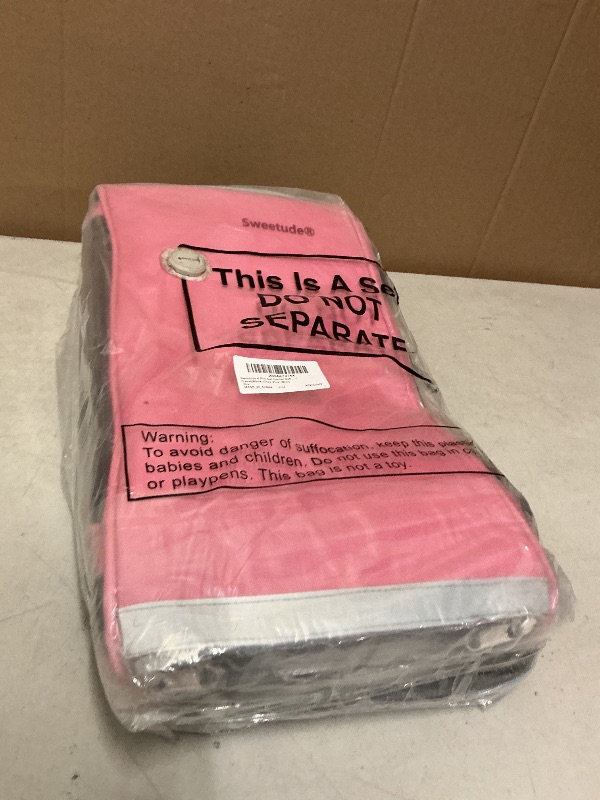 Sweetude®
This Is A Se
DO NOT
SEPARATE
Warning:
To avoid danger of suffocation, keep this plastic
babies and children. Do not use this bag in c
or playpens. This bag is not a toy.